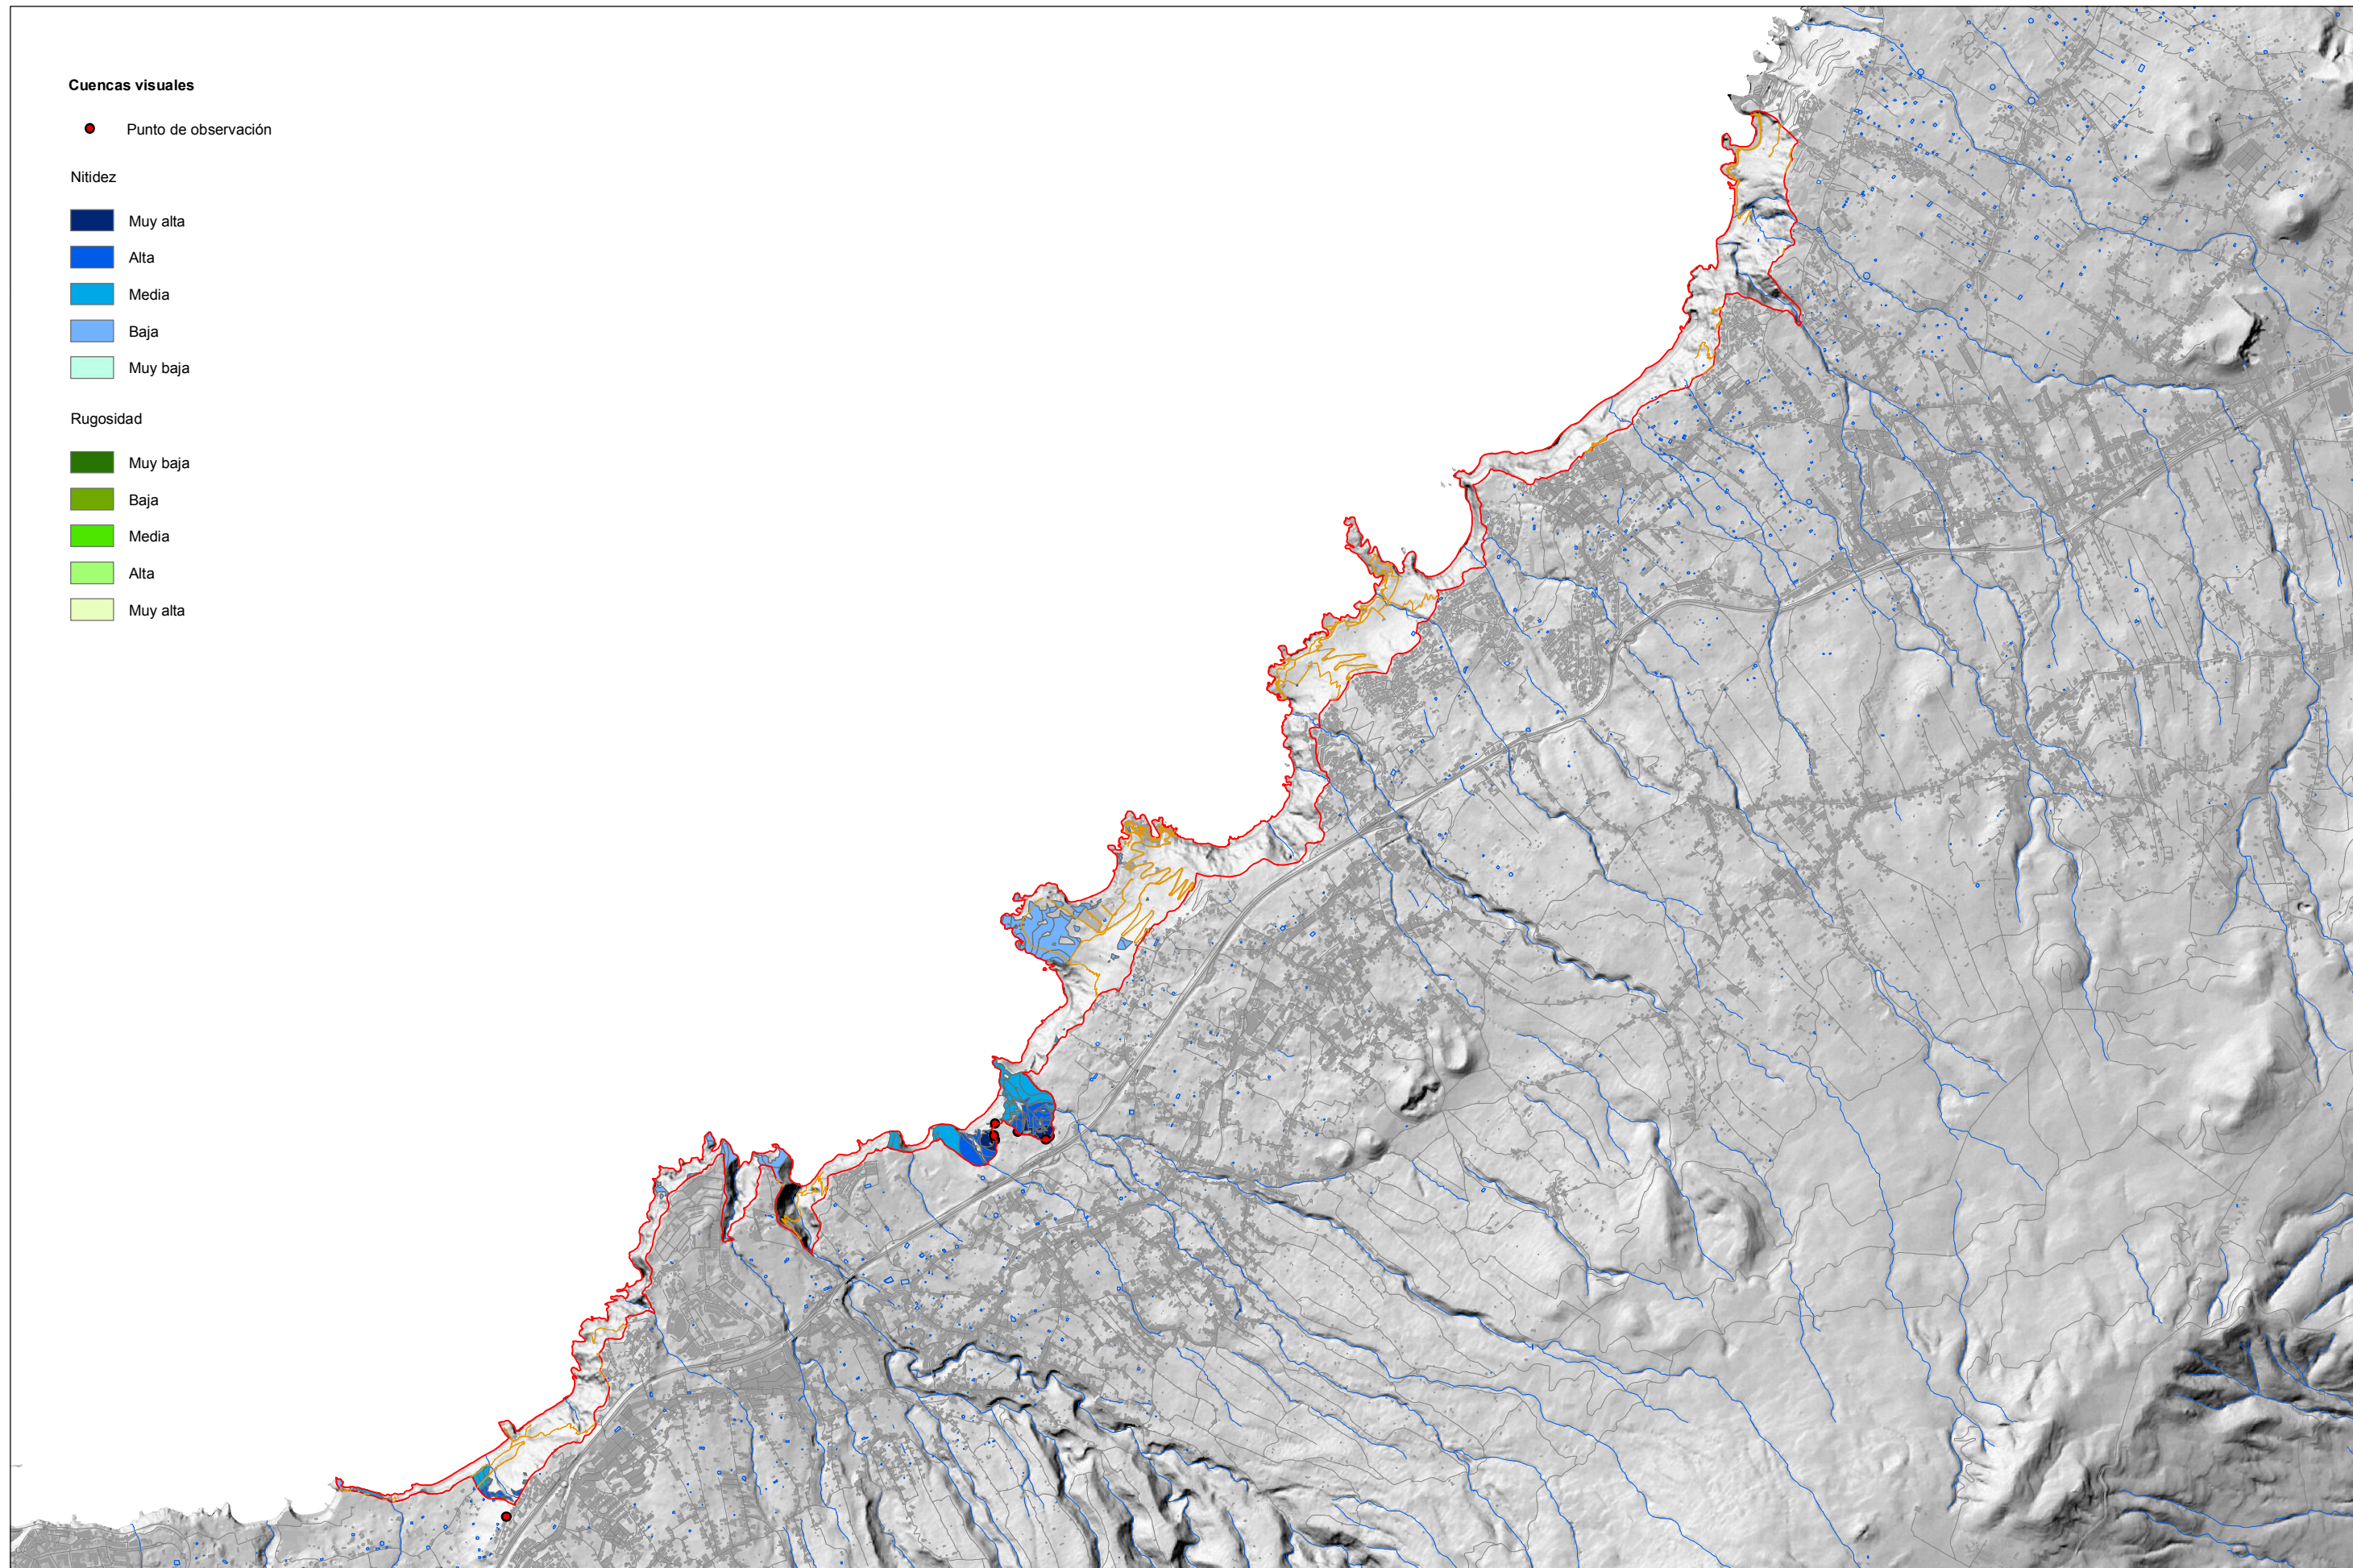 Cuencas visuales
Punto de observación
Nitidez
Muy alta
Alta
Media
Baja
Muy baja
Rugosidad
Muy baja
Baja
Media
Alta
Muy alta